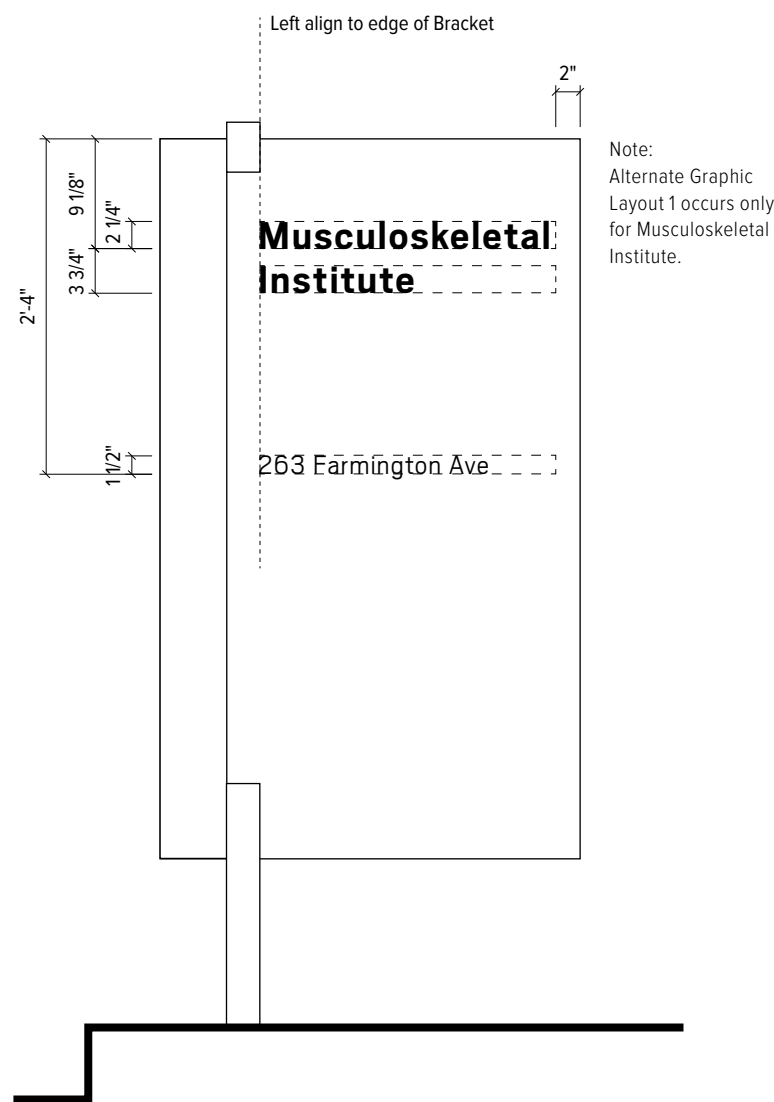 Left align to edge of Bracket
2"
Note:
Alternate Graphic
Layout 1 occurs only
for Musculoskeletal
Institute.
9 1/8"
2 1/4"
3 3/4"
2'-4"
1 1/2"
Musculoskeletal
Institute
263 Farmington Ave